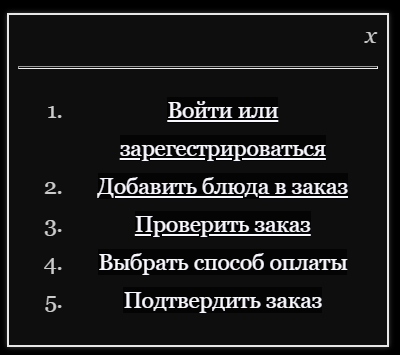 x
1. Войти или
зарегестрироваться
2. Добавить блюда в заказ
3. Проверить заказ
4. Выбрать способ оплаты
5. Подтвердить заказ